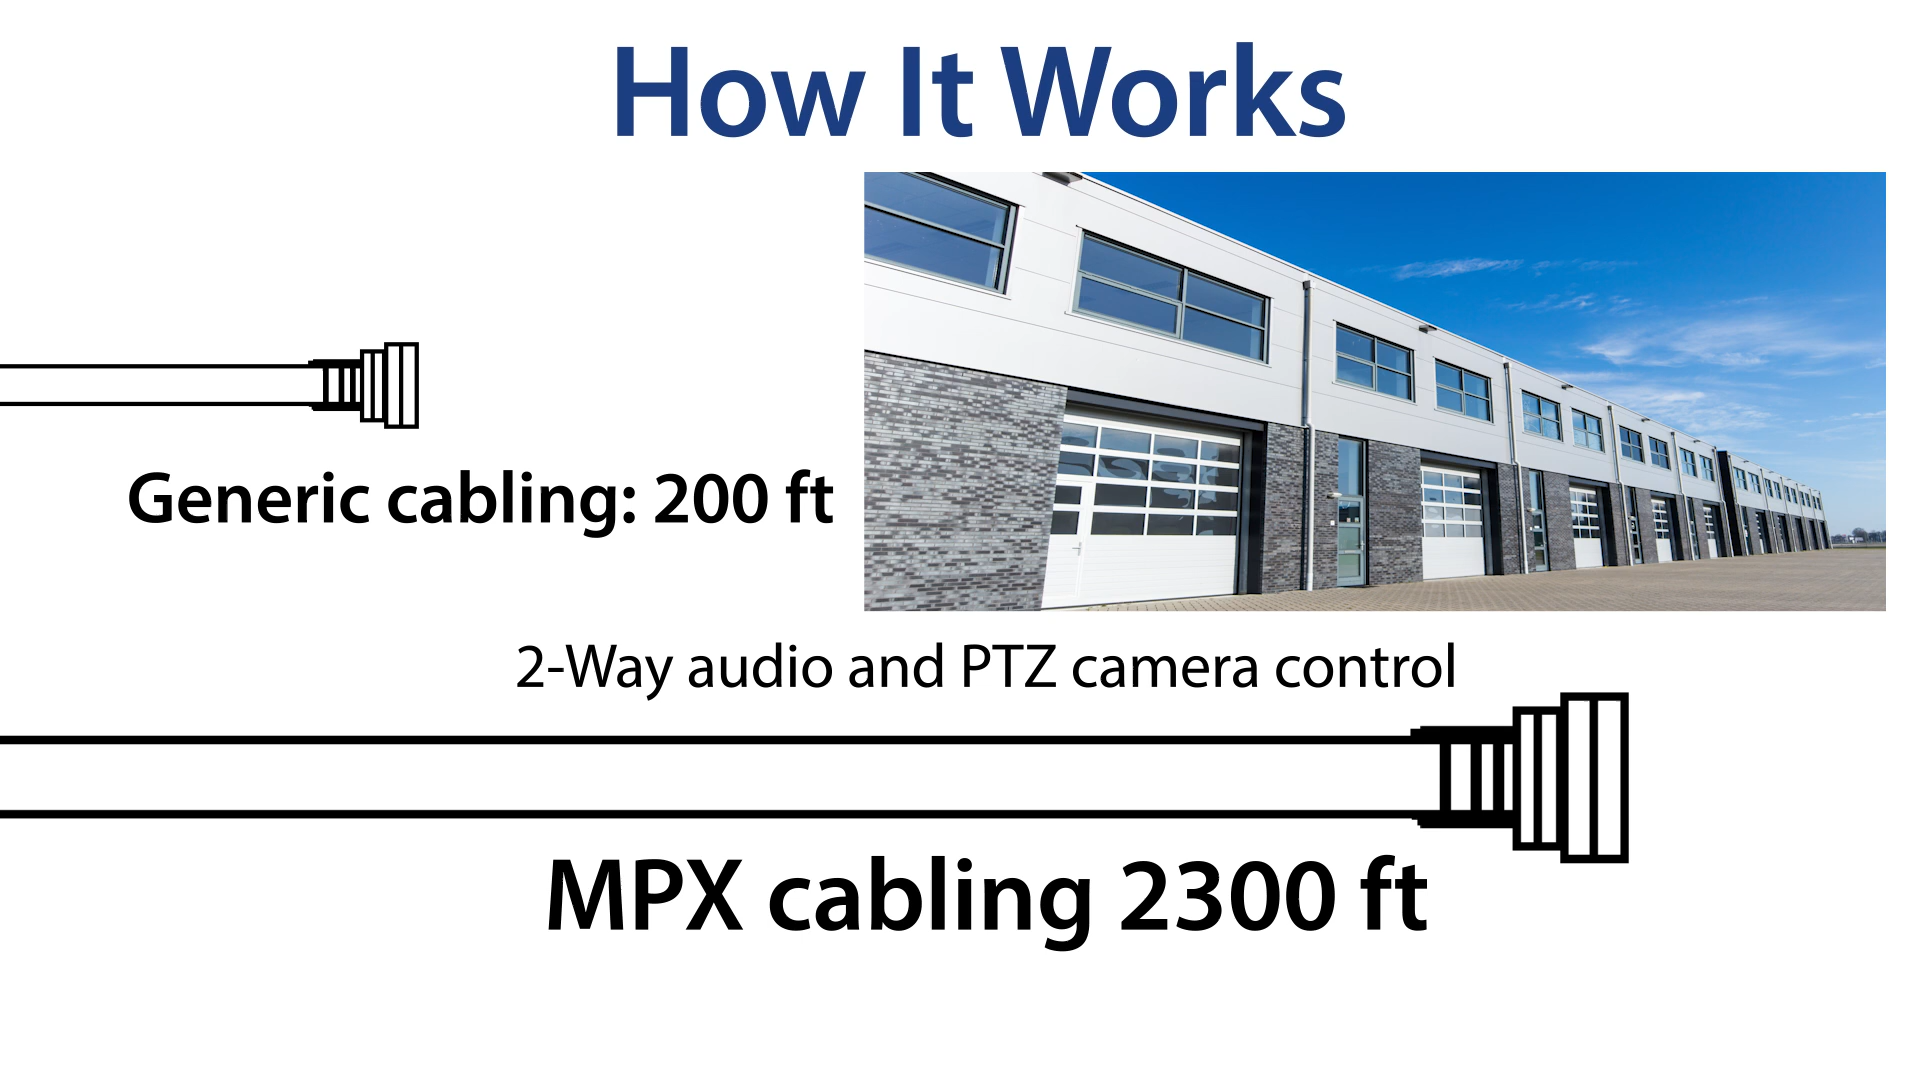 How It Works
Generic cabling: 200 ft
2-Way audio and PTZ camera control
MPX cabling 2300 ft